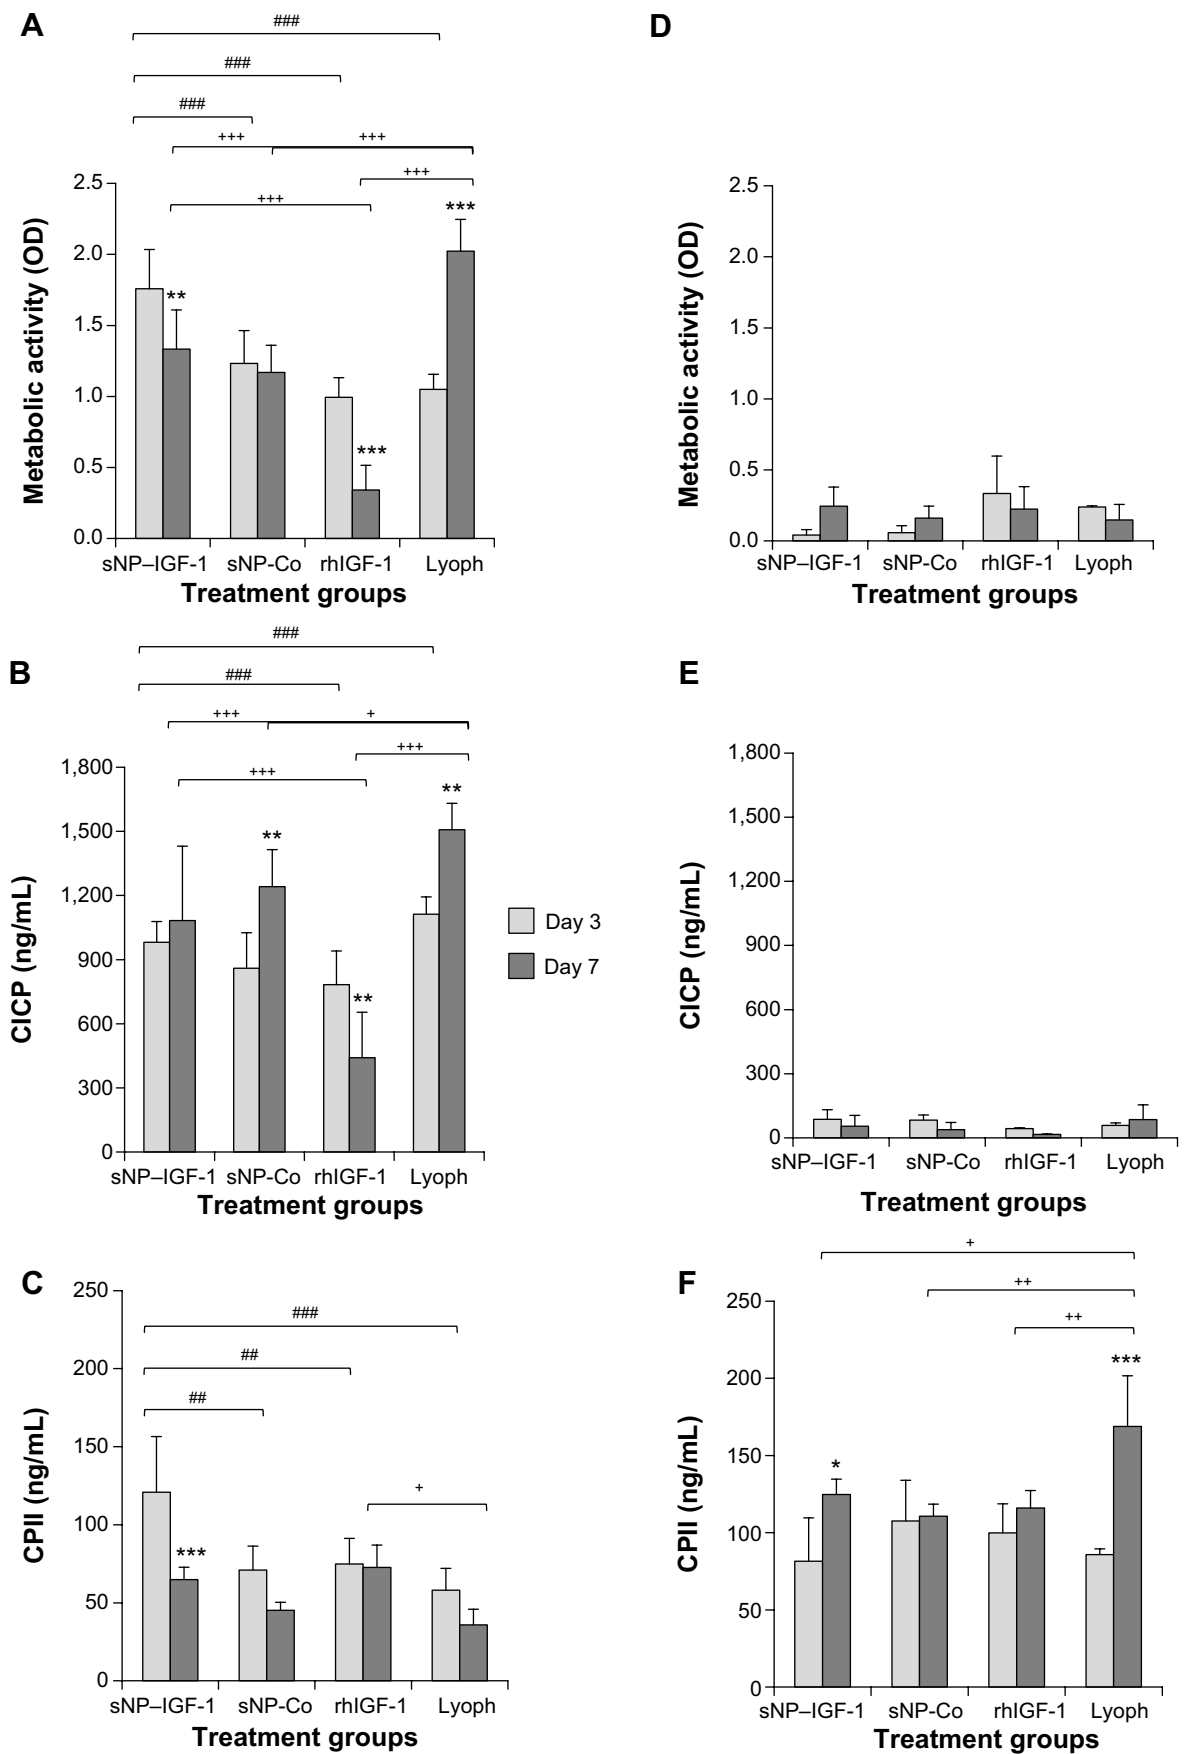 A
###
###
###
+++
+++
+++
+++
***
**
***
2.5
2.0
1.5
1.0
0.5
0.0
Metabolic activity (OD)
sNP–IGF-1 sNP-Co rhIGF-1 Lyoph
Treatment groups
D
2.5
2.0
1.5
1.0
0.5
0.0
Metabolic activity (OD)
sNP–IGF-1 sNP-Co rhIGF-1 Lyoph
Treatment groups
B
###
###
+++
+
+++
+++
**
**
**
1,800
1,500
1,200
900
600
300
0
CICP (ng/mL)
sNP–IGF-1 sNP-Co rhIGF-1 Lyoph
Treatment groups
Day 3
Day 7
E
1,800
1,500
1,200
900
600
300
0
CICP (ng/mL)
sNP–IGF-1 sNP-Co rhIGF-1 Lyoph
Treatment groups
C
###
##
##
+
***
250
200
150
100
50
0
CPII (ng/mL)
sNP–IGF-1 sNP-Co rhIGF-1 Lyoph
Treatment groups
F
+
++
++
***
*
250
200
150
100
50
0
CPII (ng/mL)
sNP–IGF-1 sNP-Co rhIGF-1 Lyoph
Treatment groups